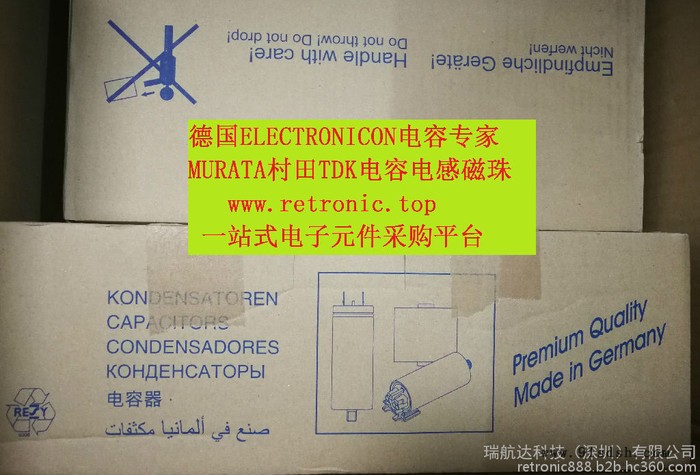 Empfindliche Geräte!
Nicht werfen!
Handle with care!
Do not throw! Do not drop!
德国ELECTRONICON电容专家
MURATA村田TDK电容电感磁珠
www.retronic.top
一站式电子元件采购平台
KONDENSATOREN
CAPACITORS
CONDENSADORES
КОНДЕНСАТОРЫ
电容器
صنع في ألمانيا مكثفات
REZY
Premium Quality
Made in Germany
瑞航达科技（深圳）有限公司
retronic888.b2b.hc360.com